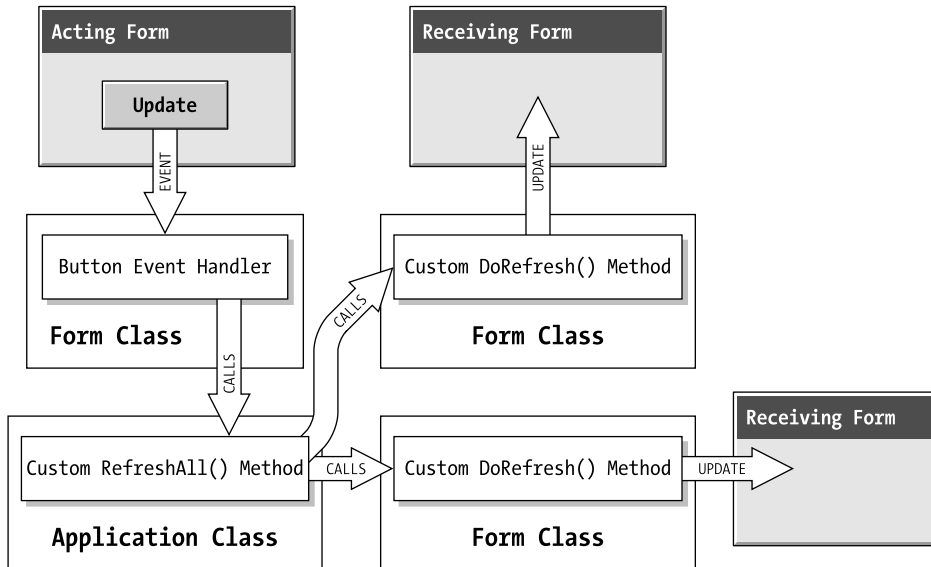 Acting Form
Update
EVENT
Button Event Handler
Form Class
CALLS
Custom RefreshAll() Method
Application Class
CALLS
Receiving Form
UPDATE
Custom DoRefresh() Method
Form Class
CALLS
Custom DoRefresh() Method
Form Class
UPDATE
Receiving Form